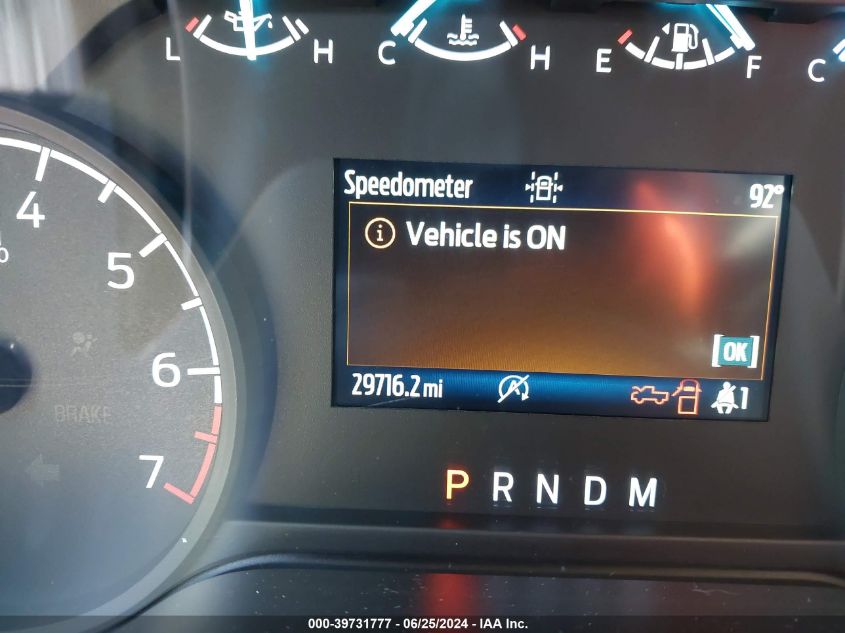 L H C H E F C
Speedometer 92°
i Vehicle is ON
OK
29716.2 mi 1
4
5
6
7
BRAKE
P R N D M
000-39731777 - 06/25/2024 - IAA Inc.